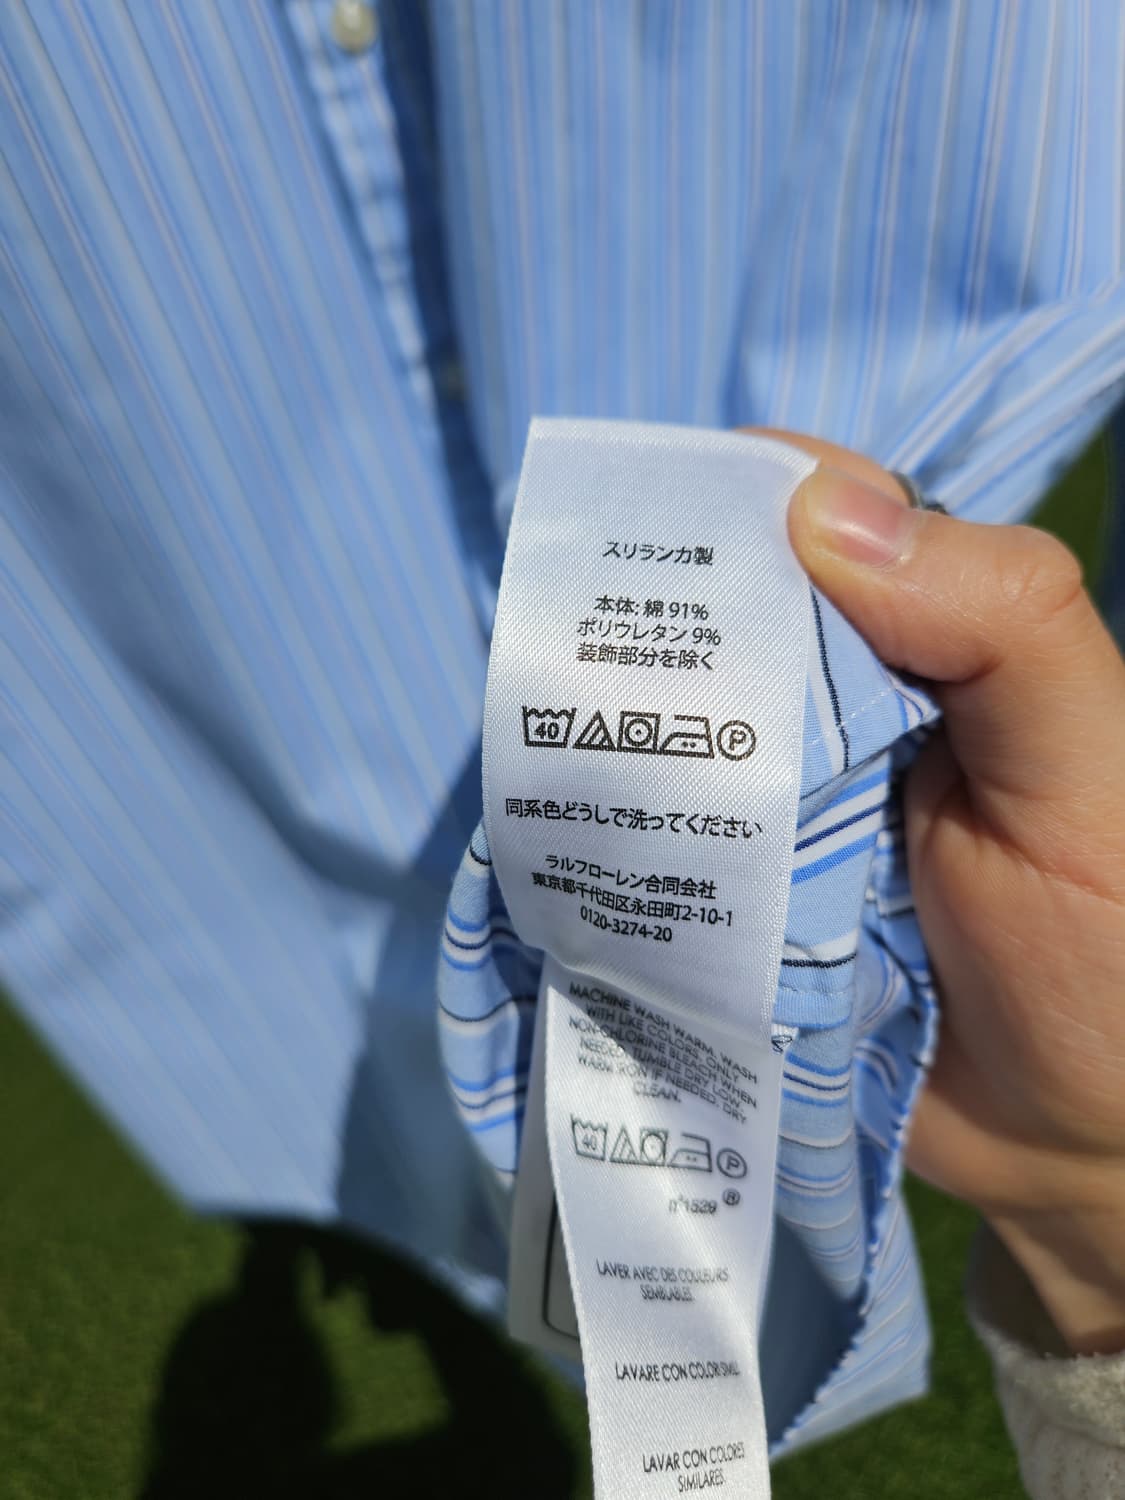 スリランカ製
本体: 綿 91%
ポリウレタン 9%
装飾部分を除く
40
P
同系色どうしで洗ってください
ラルフローレン合同会社
東京都千代田区永田町2-10-1
0120-3274-20
MACHINE WASH WARM. WASH
WITH LIKE COLORS. ONLY
NON-CHLORINE BLEACH WHEN
NEEDED. TUMBLE DRY LOW.
WARM IRON IF NEEDED. DRY
CLEAN.
40
P
n°1529 ®
LAVER AVEC DES COULEURS
SEMBLABLES.
LAVARE CON COLORI SIMILI.
LAVAR CON COLORES
SIMILARES.